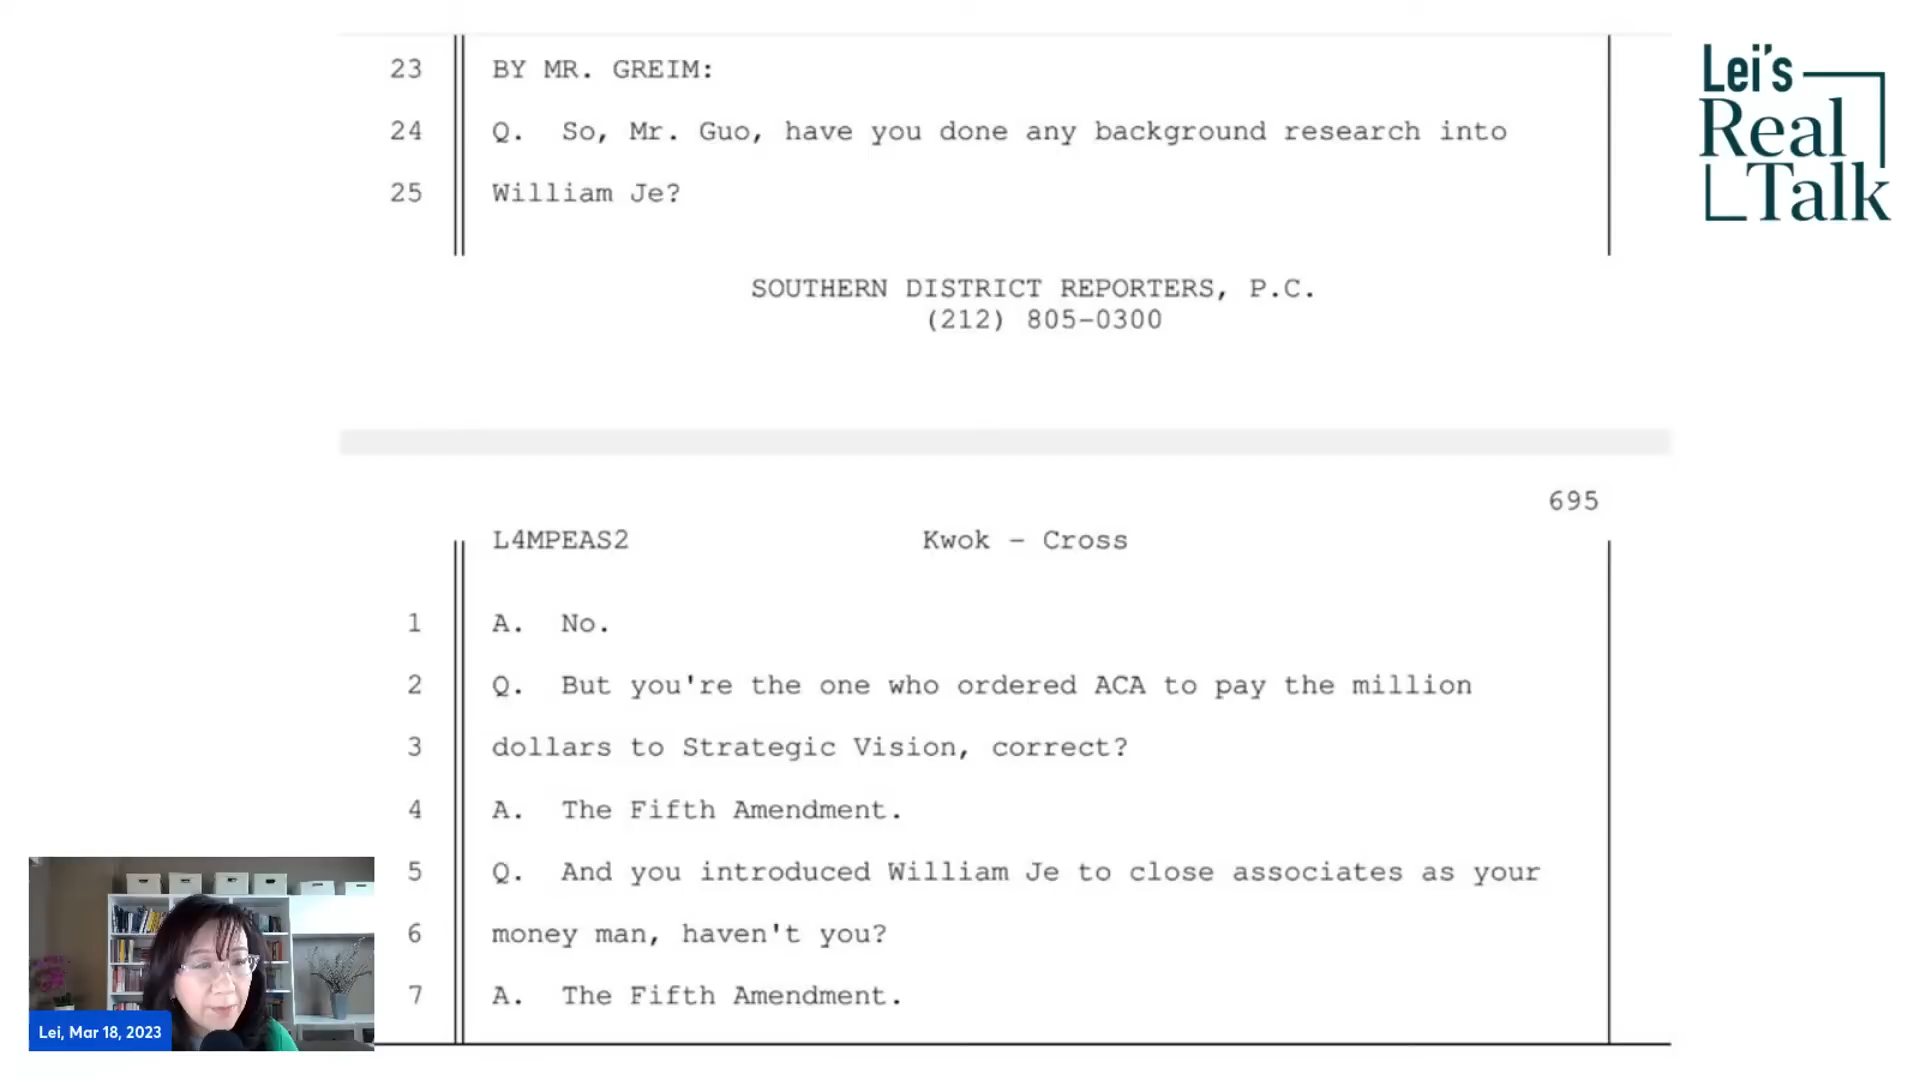 23 BY MR. GREIM:
24 Q. So, Mr. Guo, have you done any background research into
25 William Je?
SOUTHERN DISTRICT REPORTERS, P.C.
(212) 805-0300
Lei's
Real
Talk
695
L4MPEAS2 Kwok - Cross
1 A. No.
2 Q. But you're the one who ordered ACA to pay the million
3 dollars to Strategic Vision, correct?
4 A. The Fifth Amendment.
5 Q. And you introduced William Je to close associates as your
6 money man, haven't you?
7 A. The Fifth Amendment.
Lei, Mar 18, 2023